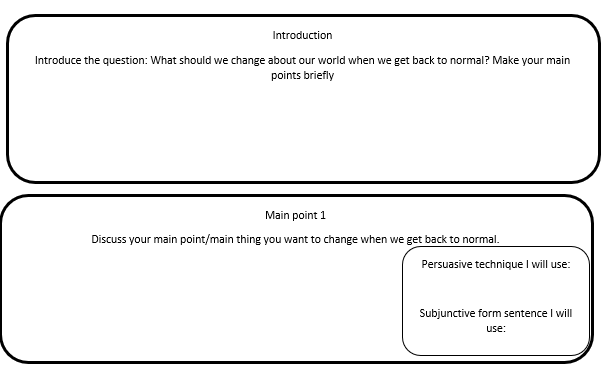 Introduction
Introduce the question: What should we change about our world when we get back to normal? Make your main
points briefly
Main point 1
Discuss your main point/main thing you want to change when we get back to normal.
Persuasive technique I will use:
Subjunctive form sentence I will
use: